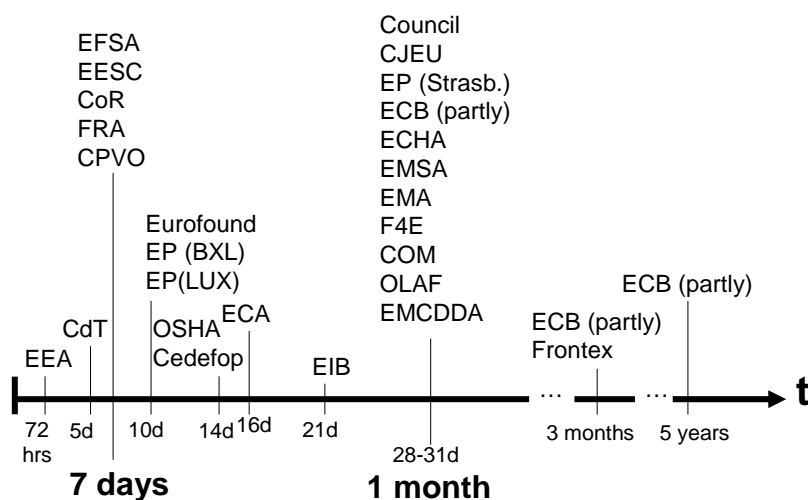 EFSA
EESC
CoR
FRA
CPVO
Council
CJEU
EP (Strasb.)
ECB (partly)
ECHA
EMSA
EMA
F4E
COM
OLAF
EMCDDA
Eurofound
EP (BXL)
EP(LUX)
ECB (partly)
CdT
OSHA
Cedefop
ECA
EEA
EIB
ECB (partly)
Frontex
... ...
t
72 hrs
5d
10d
14d
16d
21d
28-31d
3 months
5 years
7 days
1 month